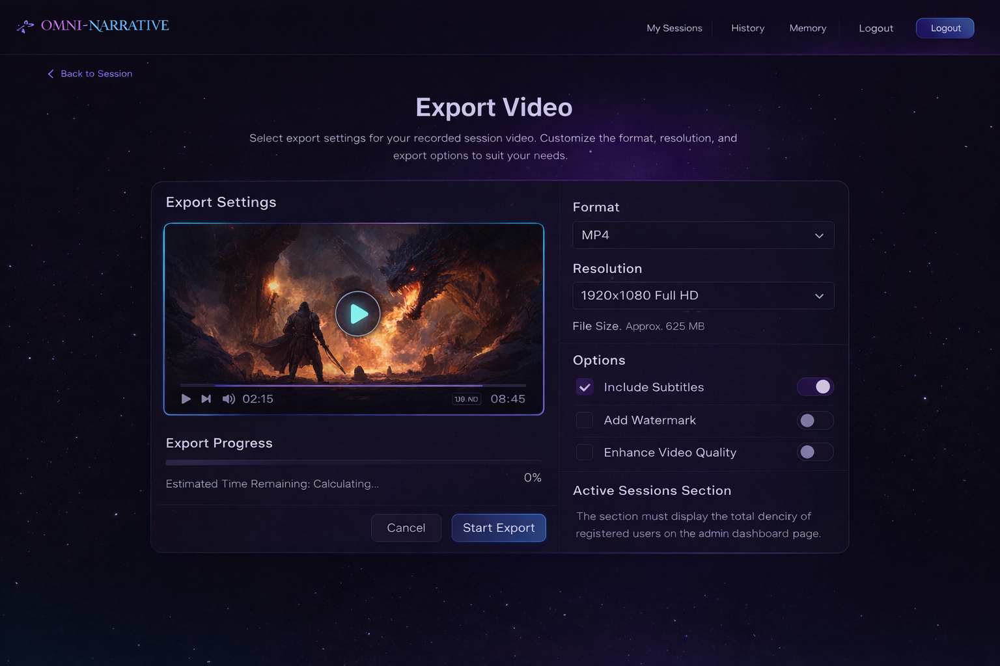 OMNI-NARRATIVE
My Sessions
History
Memory
Logout
Logout
Back to Session
Export Video
Select export settings for your recorded session video. Customize the format, resolution, and
export options to suit your needs.
Export Settings
02:15
08:45
Export Progress
0%
Estimated Time Remaining: Calculating...
Cancel
Start Export
Format
MP4
Resolution
1920x1080 Full HD
File Size. Approx. 625 MB
Options
Include Subtitles
Add Watermark
Enhance Video Quality
Active Sessions Section
The section must display the total denciry of
registered users on the admin dashboard page.